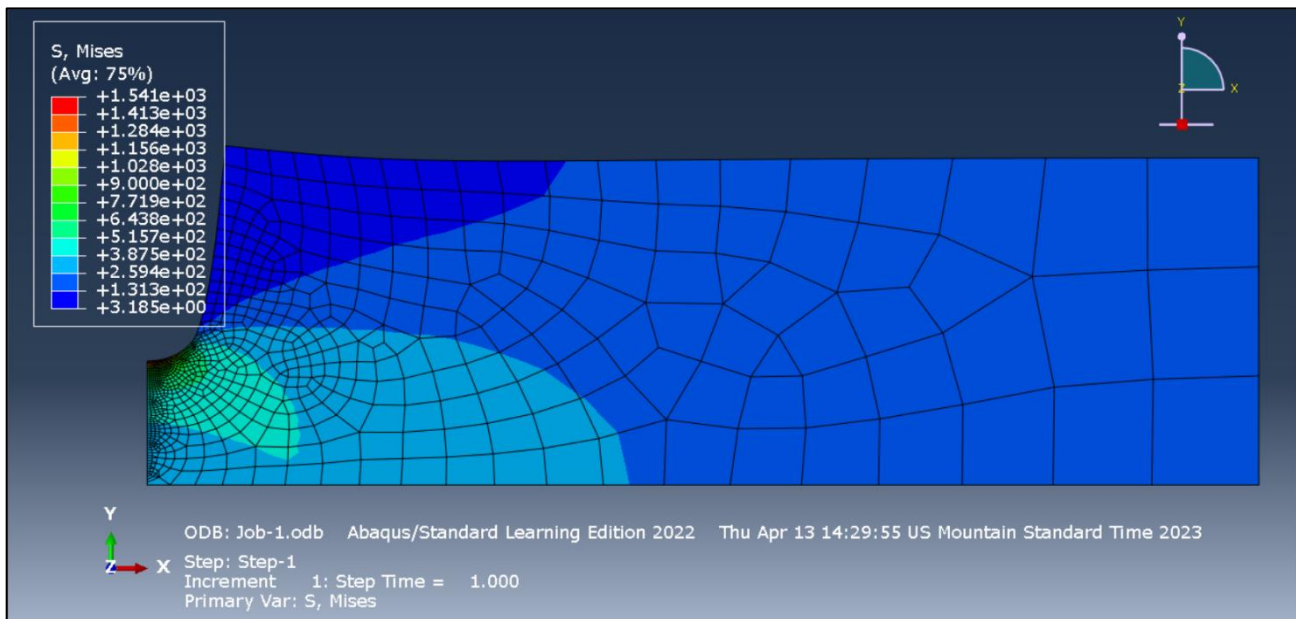 S, Mises
(Avg: 75%)
+1.541e+03
+1.413e+03
+1.284e+03
+1.156e+03
+1.028e+03
+9.000e+02
+7.719e+02
+6.438e+02
+5.157e+02
+3.875e+02
+2.594e+02
+1.313e+02
+3.185e+00
Y
Z X
Y
Z X
ODB: Job-1.odb Abaqus/Standard Learning Edition 2022 Thu Apr 13 14:29:55 US Mountain Standard Time 2023
Step: Step-1
Increment 1: Step Time = 1.000
Primary Var: S, Mises